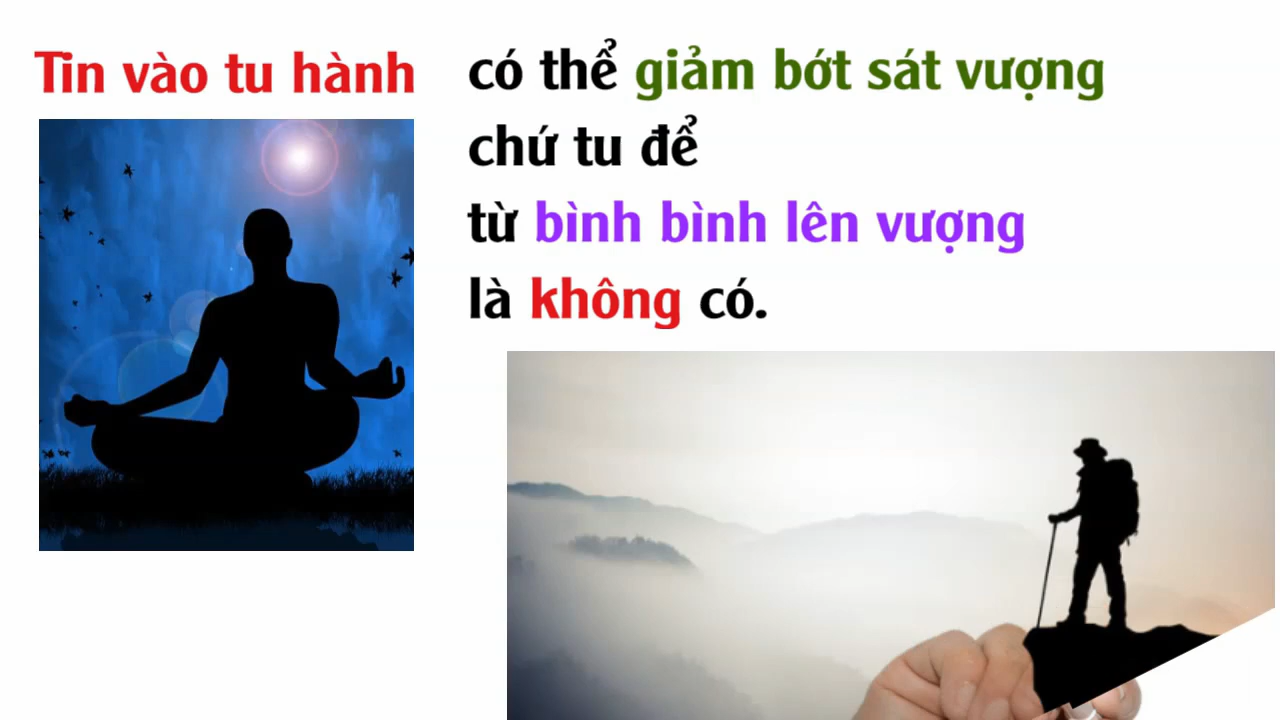 Tin vào tu hành
có thể giảm bớt sát vượng
chứ tu để
từ bình bình lên vượng
là không có.